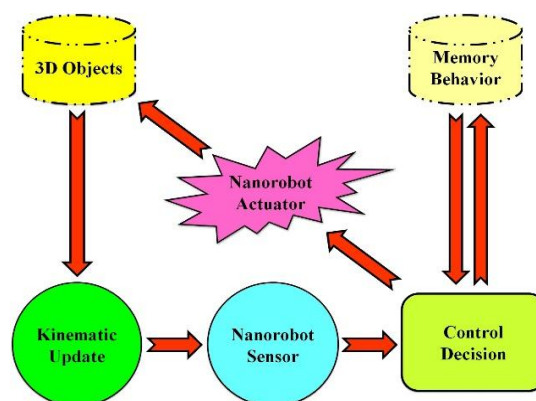 3D Objects
Memory
Behavior
Nanorobot
Actuator
Kinematic
Update
Nanorobot
Sensor
Control
Decision